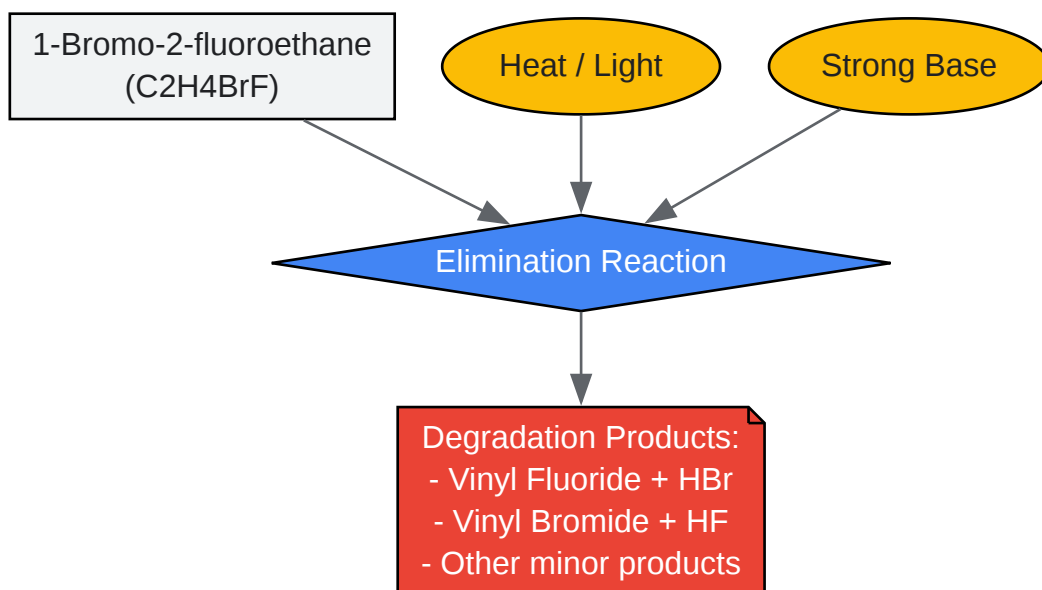 1-Bromo-2-fluoroethane
(C2H4BrF)
Heat / Light
Strong Base
Elimination Reaction
Degradation Products:
- Vinyl Fluoride + HBr
- Vinyl Bromide + HF
- Other minor products